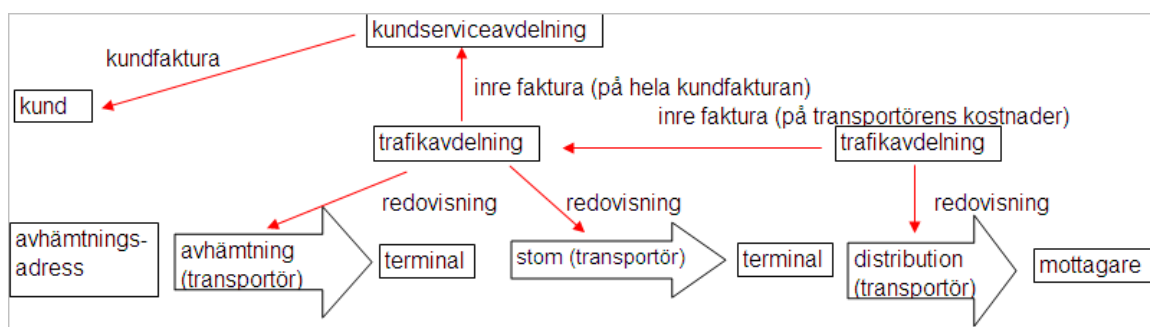 kundserviceavdelning
kundfaktura
inre faktura (på hela kundfakturan)
kund
inre faktura (på transportörens kostnader)
trafikavdelning
trafikavdelning
redovisning
redovisning
redovisning
avhämtnings-
adress
avhämtning
(transportör)
terminal
stom (transportör)
terminal
distribution
(transportör)
mottagare